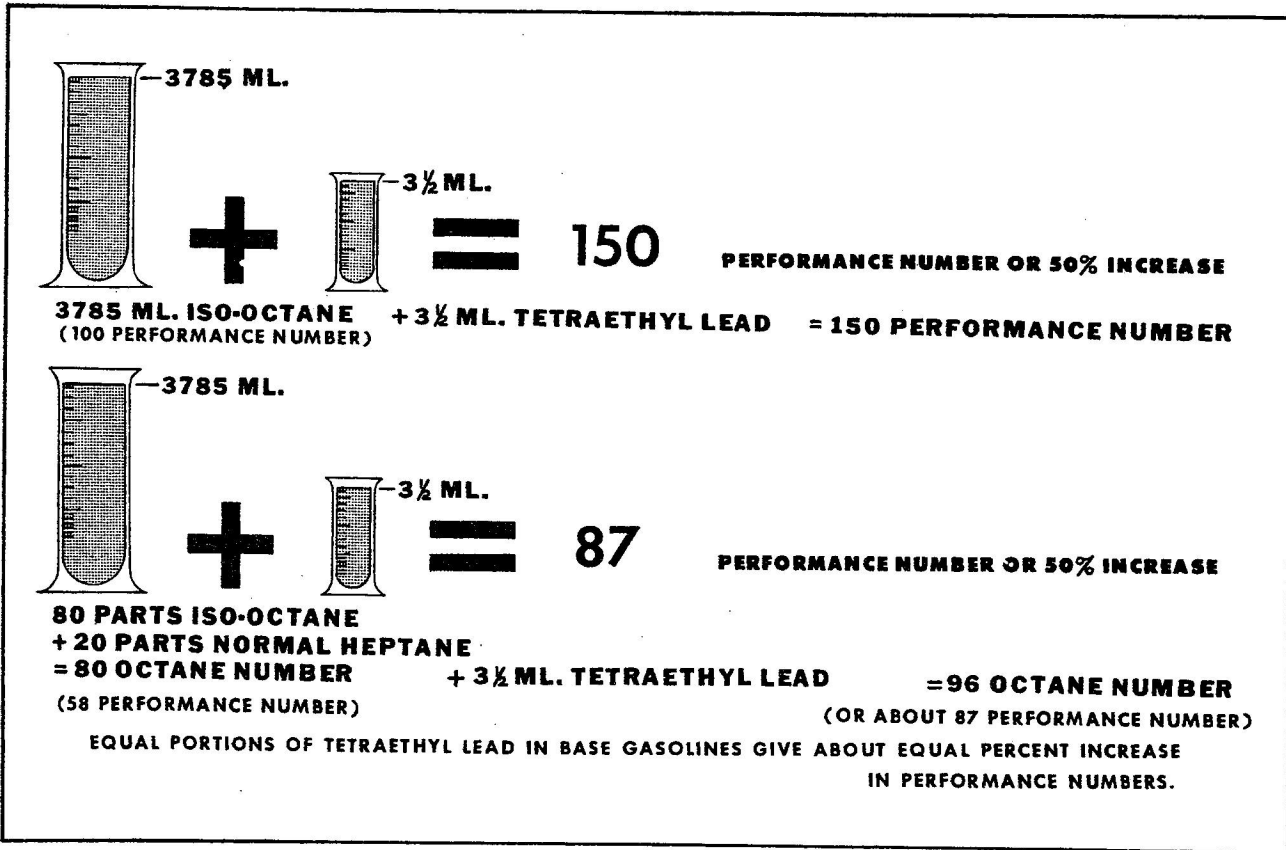 3785 ML.
3½ ML.
150
PERFORMANCE NUMBER OR 50% INCREASE
3785 ML. ISO-OCTANE + 3½ ML. TETRAETHYL LEAD = 150 PERFORMANCE NUMBER
(100 PERFORMANCE NUMBER)
3785 ML.
3½ ML.
87
PERFORMANCE NUMBER OR 50% INCREASE
80 PARTS ISO-OCTANE
+ 20 PARTS NORMAL HEPTANE
= 80 OCTANE NUMBER + 3½ ML. TETRAETHYL LEAD = 96 OCTANE NUMBER
(58 PERFORMANCE NUMBER) (OR ABOUT 87 PERFORMANCE NUMBER)
EQUAL PORTIONS OF TETRAETHYL LEAD IN BASE GASOLINES GIVE ABOUT EQUAL PERCENT INCREASE
IN PERFORMANCE NUMBERS.